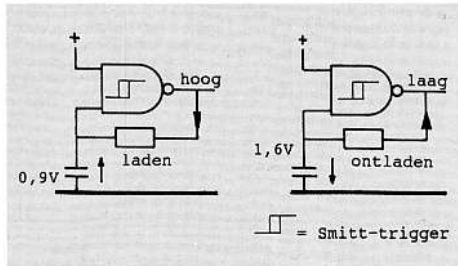 +
hoog
laden
0,9V
+
laag
1,6V
ontladen
= Smitt-trigger